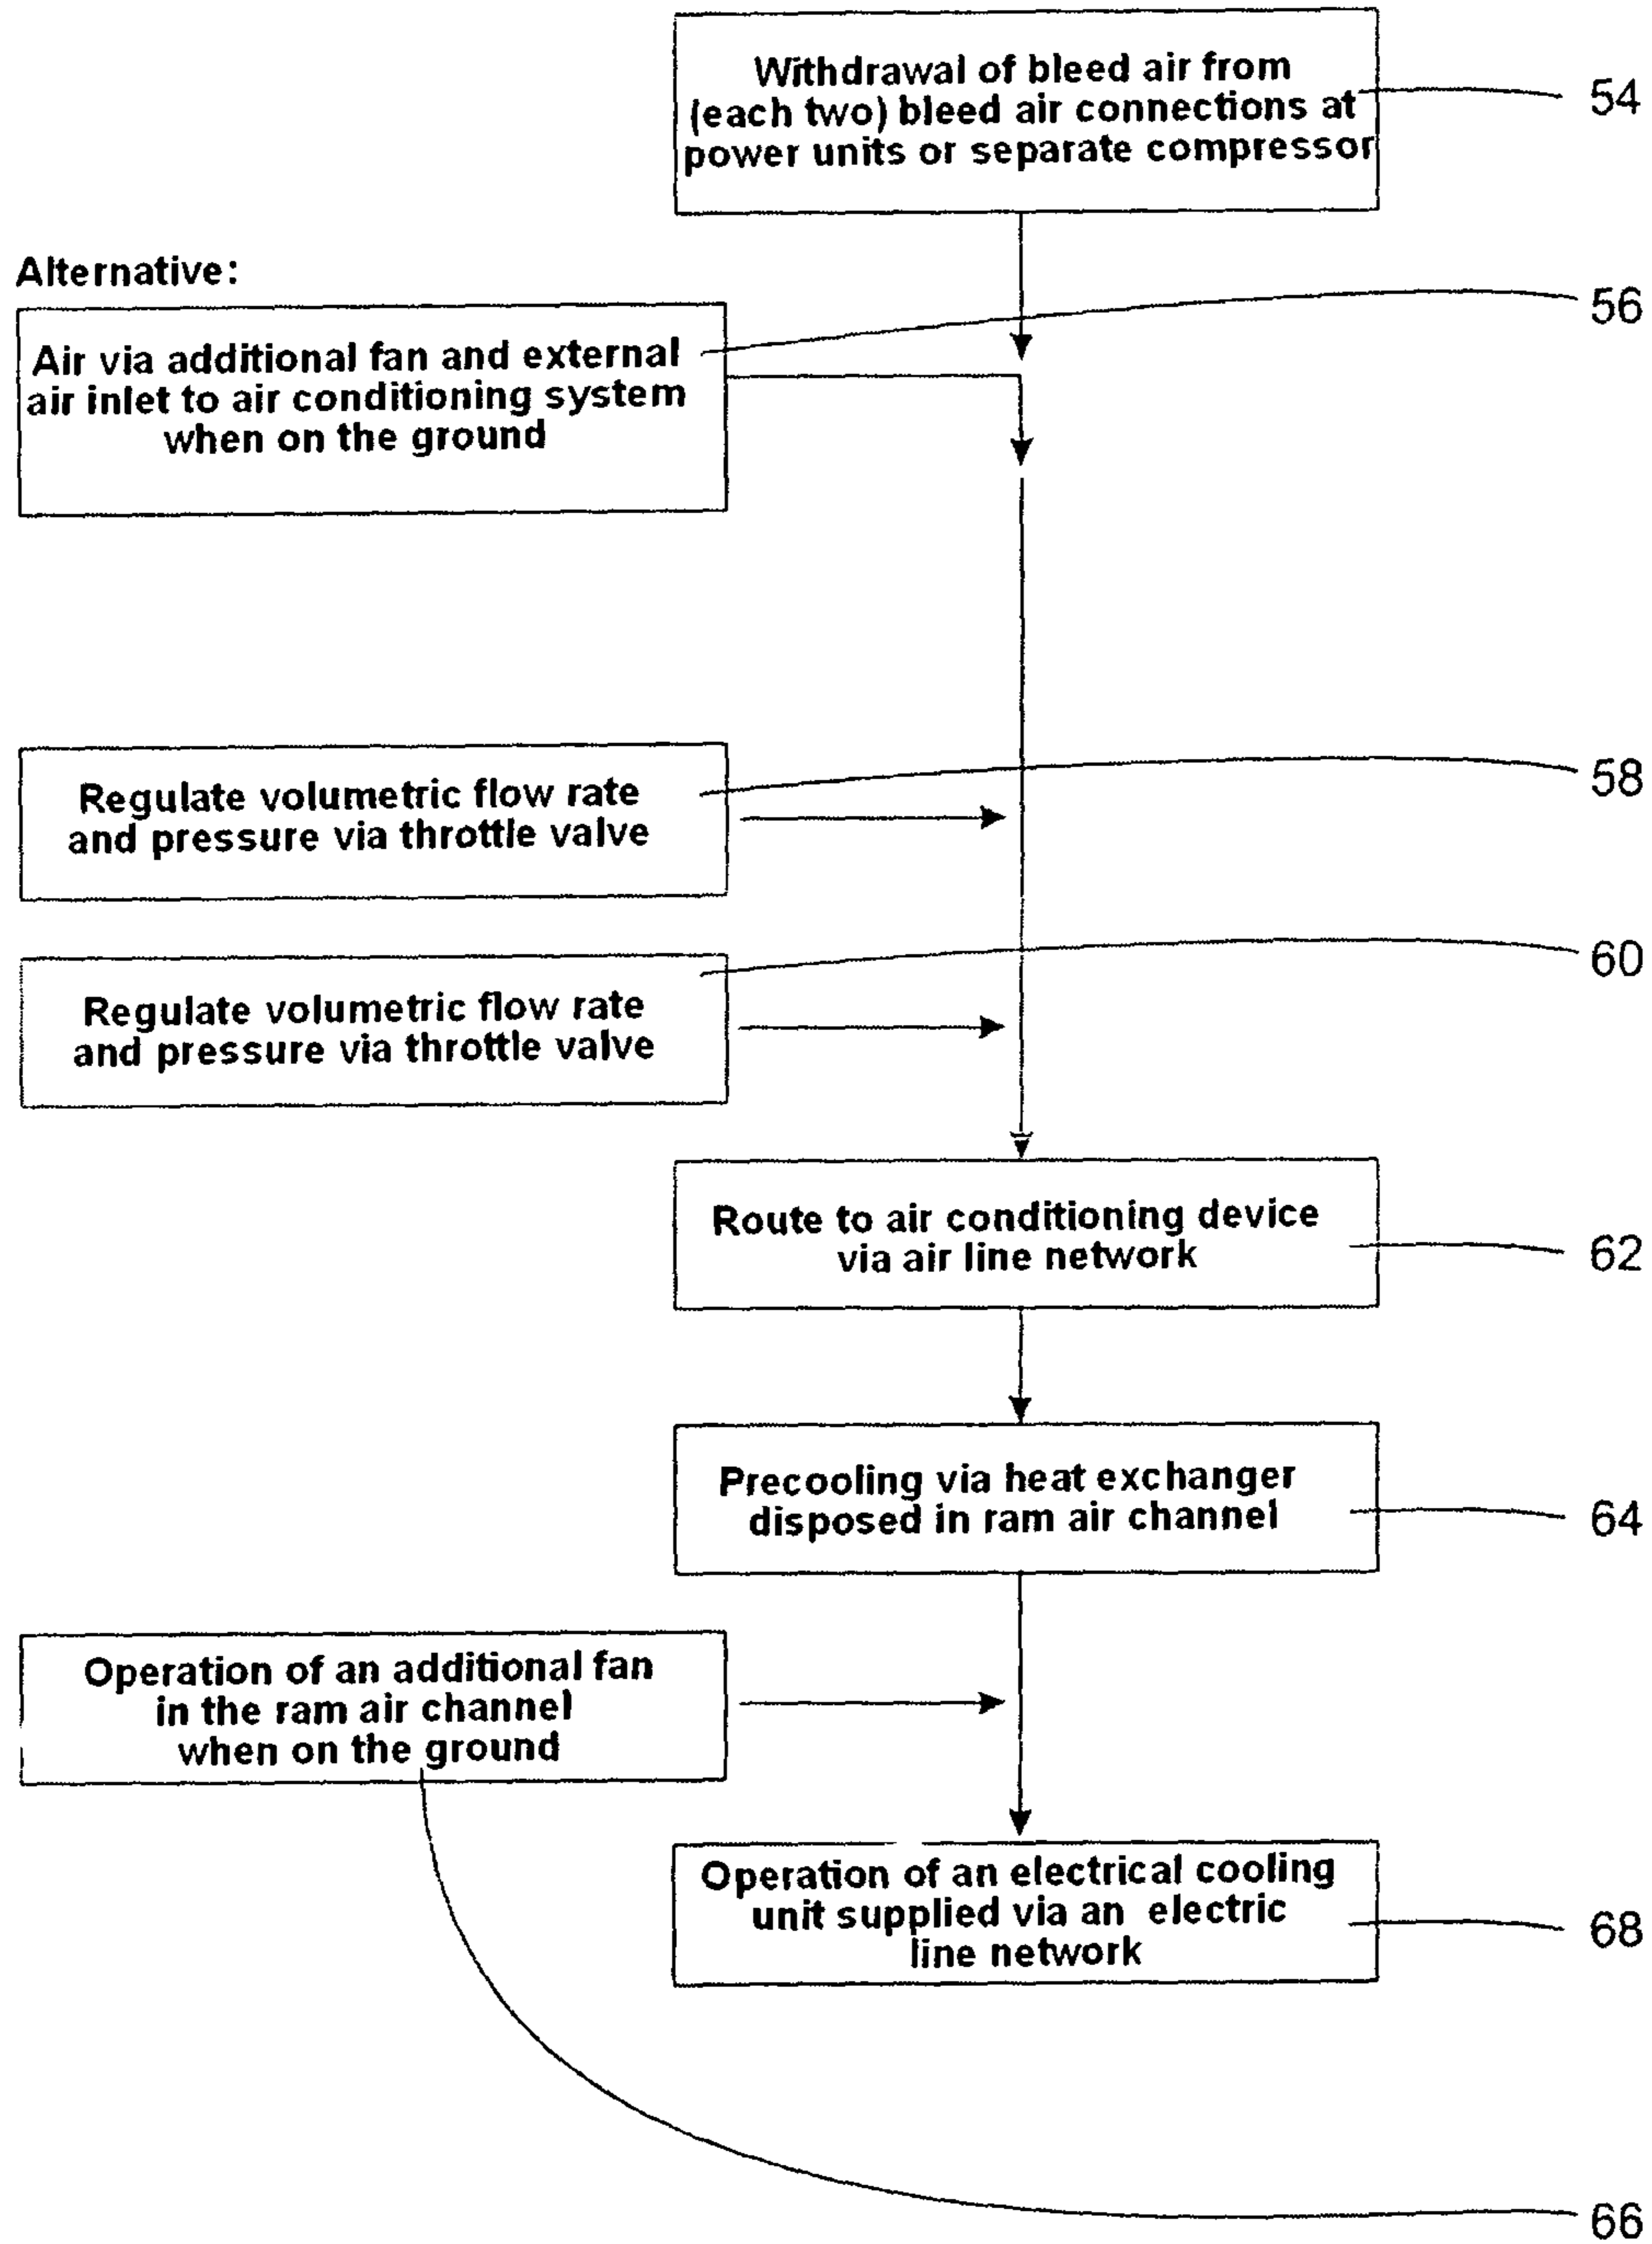 Withdrawal of bleed air from
(each two) bleed air connections at
power units or separate compressor
54
Alternative:
56
Air via additional fan and external
air inlet to air conditioning system
when on the ground
58
Regulate volumetric flow rate
and pressure via throttle valve
60
Regulate volumetric flow rate
and pressure via throttle valve
Route to air conditioning device
via air line network
62
Precooling via heat exchanger
disposed in ram air channel
64
Operation of an additional fan
in the ram air channel
when on the ground
Operation of an electrical cooling
unit supplied via an electric
line network
68
66